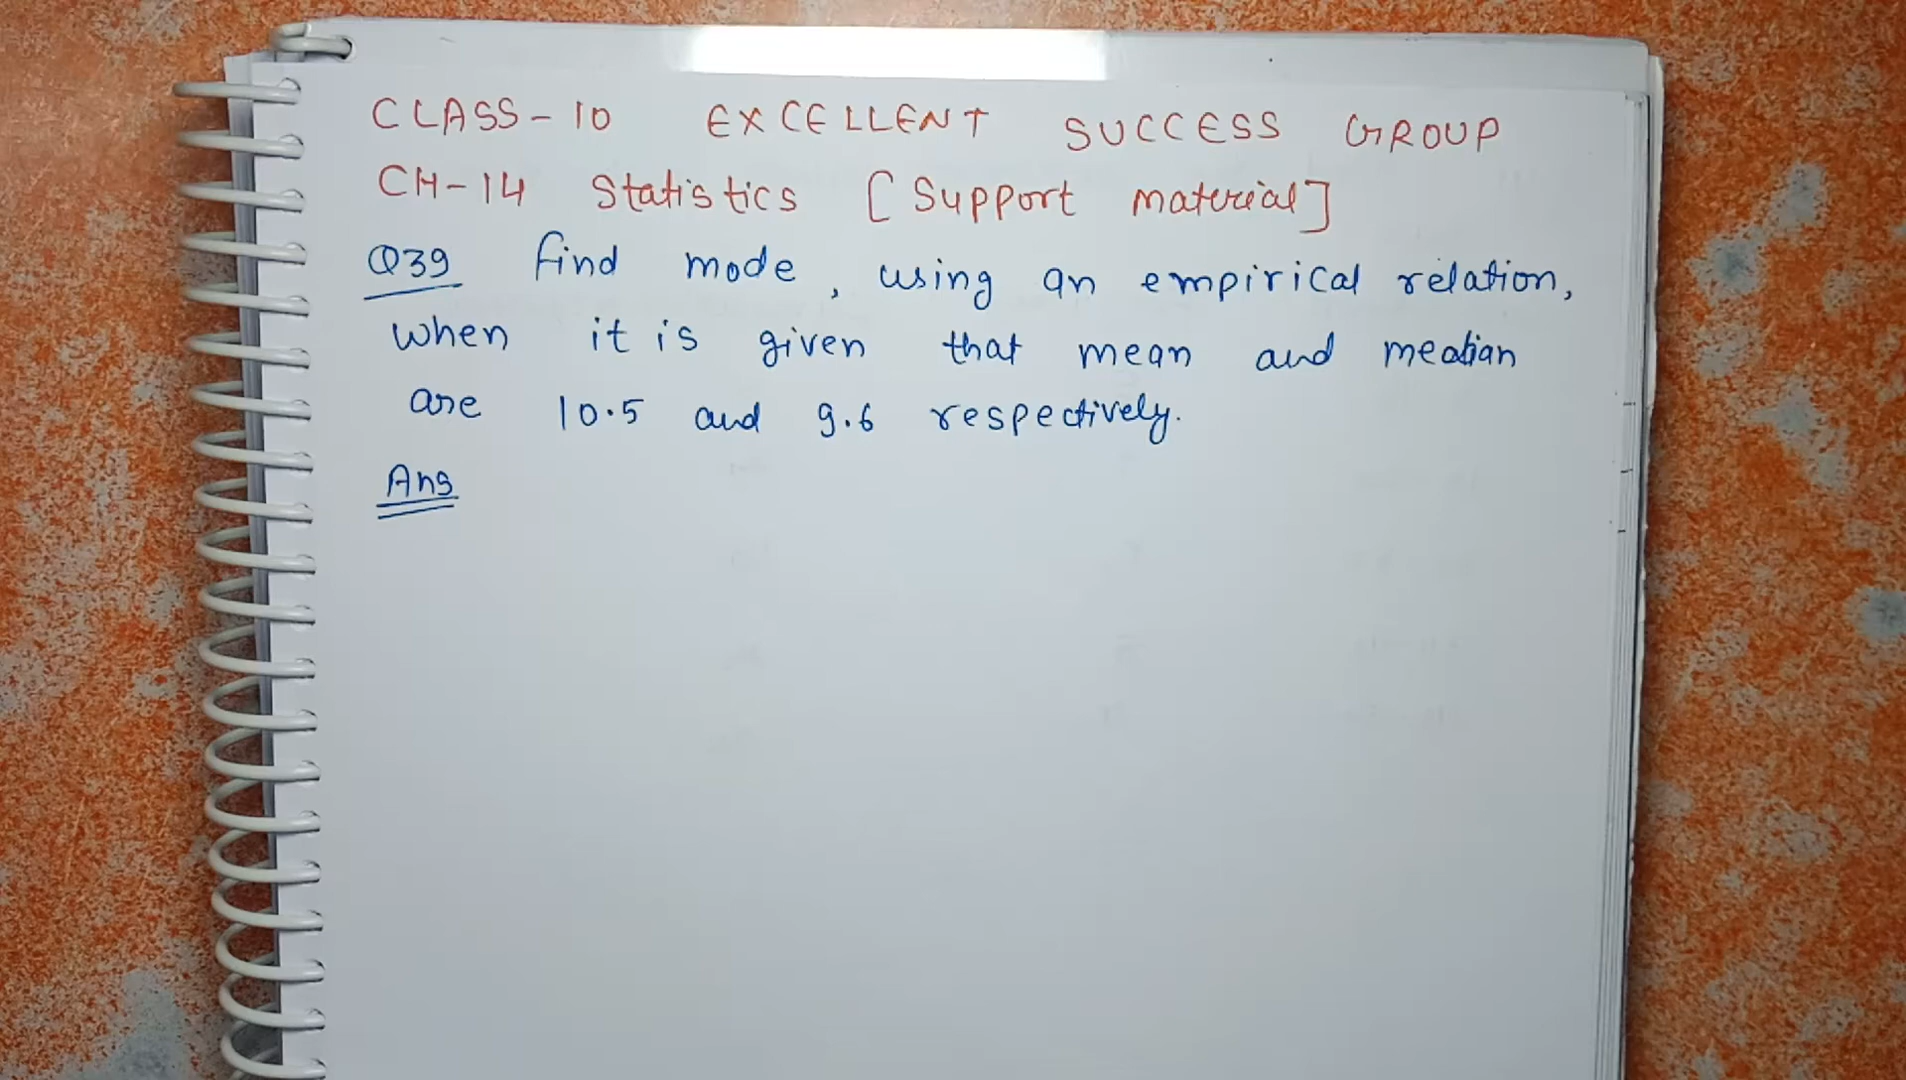 CLASS-10 EXCELLENT SUCCESS GROUP
CH-14 Statistics [Support material]
Q39 find mode, using an empirical relation,
when it is given that mean and median
are 10.5 and 9.6 respectively.
Ans